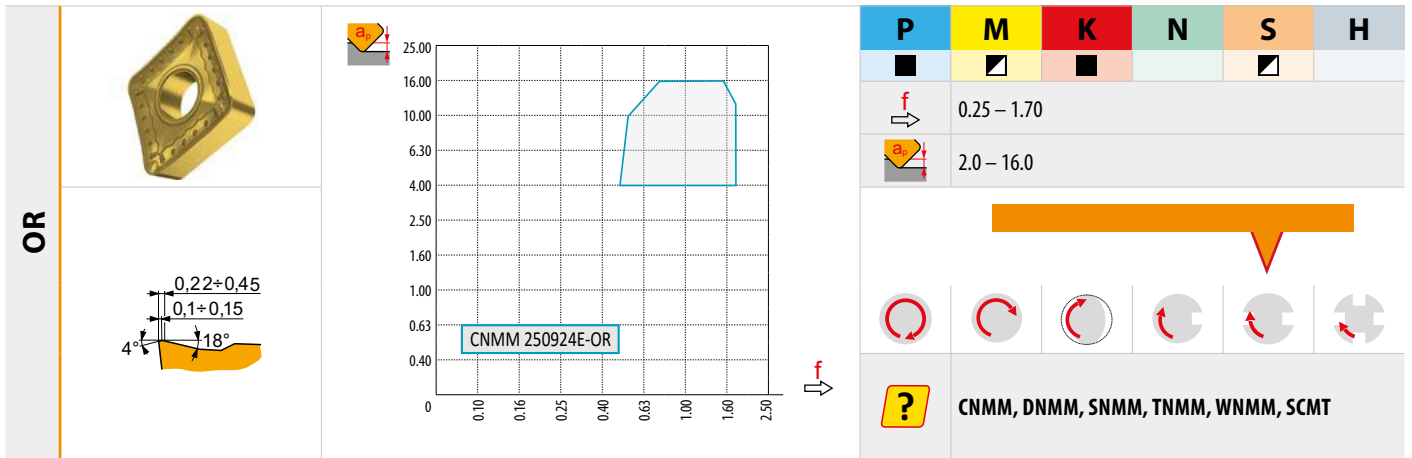 OR
0,22÷0,45
0,1÷0,15
4°
18°
ap
25.00
16.00
10.00
6.30
4.00
2.50
1.60
1.00
0.63
0.40
0
CNMM 250924E-OR
0.10 0.16 0.25 0.40 0.63 1.00 1.60 2.50
f
P M K N S H
f 0.25 – 1.70
ap 2.0 – 16.0
? CNMM, DNMM, SNMM, TNMM, WNMM, SCMT